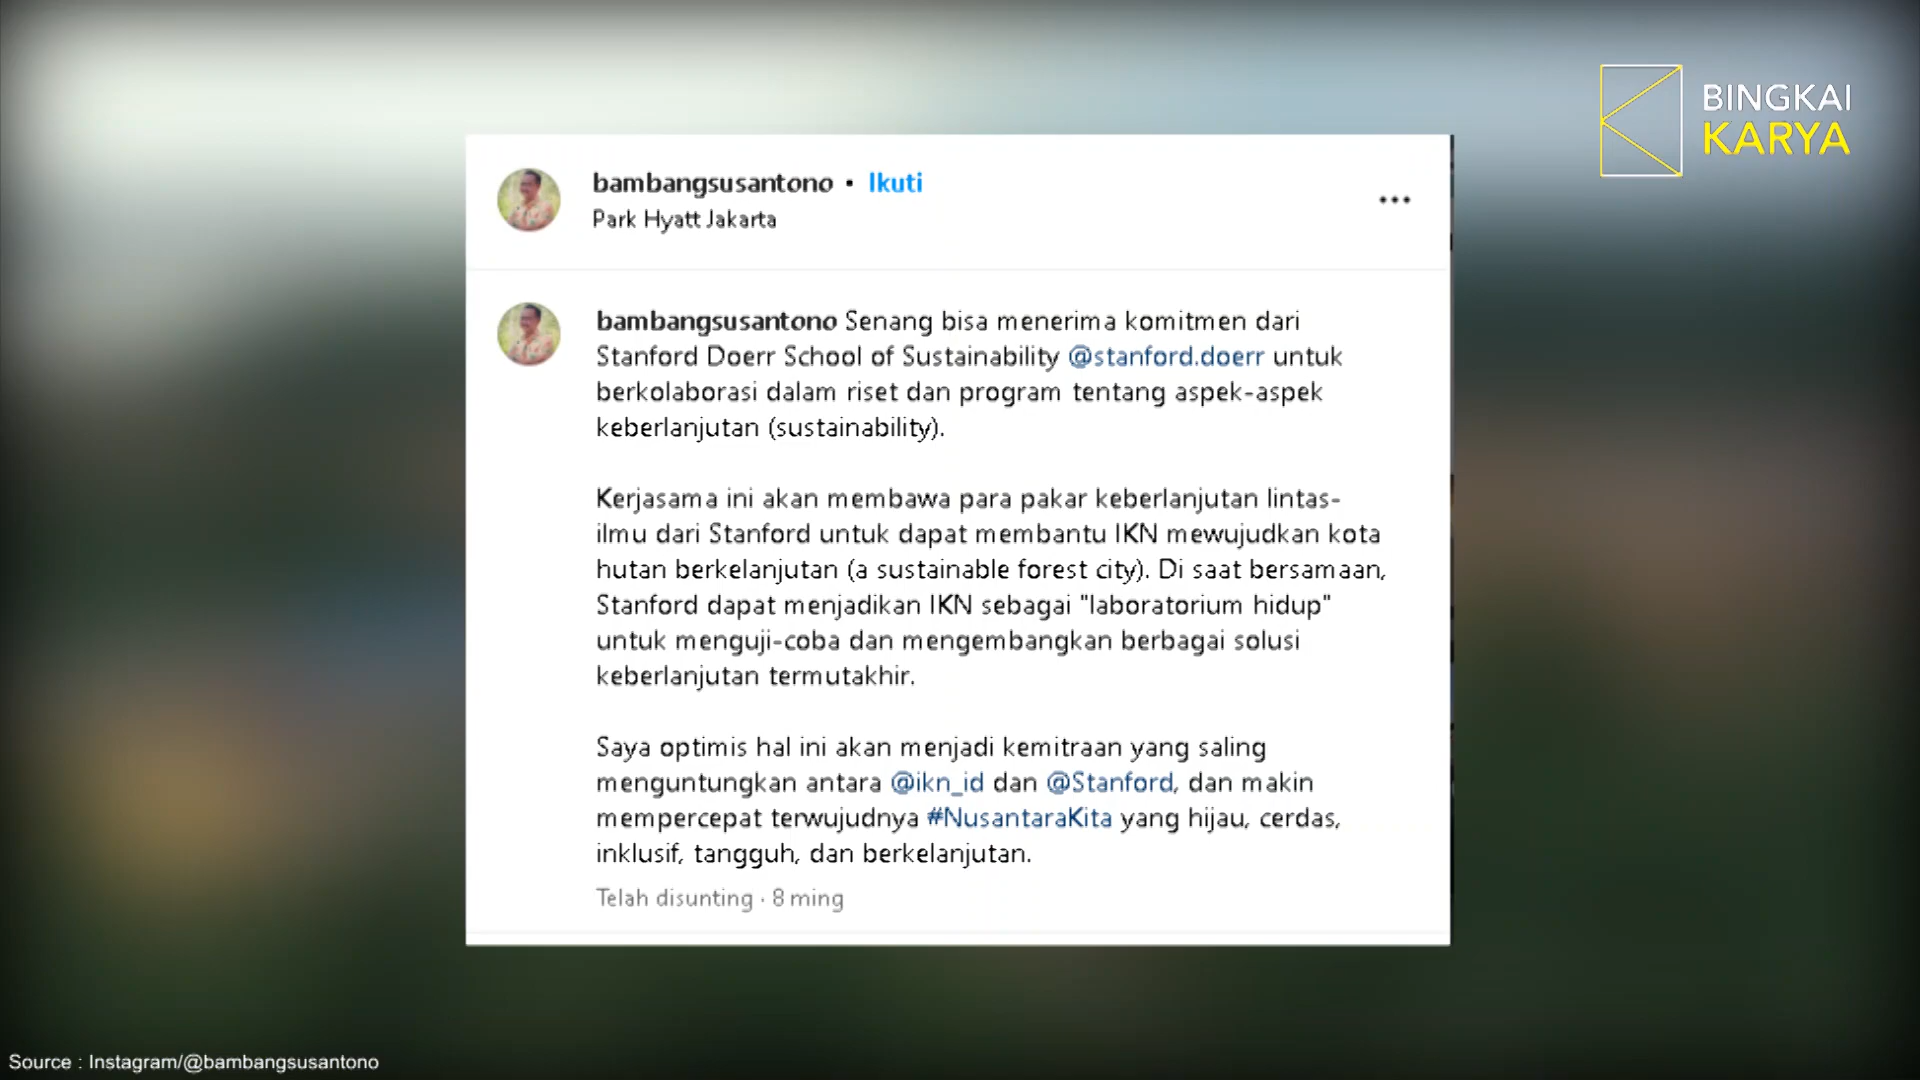 BINGKAI
KARYA
bambangsusantono • Ikuti
Park Hyatt Jakarta
bambangsusantono Senang bisa menerima komitmen dari
Stanford Doerr School of Sustainability @stanford.doerr untuk
berkolaborasi dalam riset dan program tentang aspek-aspek
keberlanjutan (sustainability).
Kerjasama ini akan membawa para pakar keberlanjutan lintas-
ilmu dari Stanford untuk dapat membantu IKN mewujudkan kota
hutan berkelanjutan (a sustainable forest city). Di saat bersamaan,
Stanford dapat menjadikan IKN sebagai "laboratorium hidup"
untuk menguji-coba dan mengembangkan berbagai solusi
keberlanjutan termutakhir.
Saya optimis hal ini akan menjadi kemitraan yang saling
menguntungkan antara @ikn_id dan @Stanford, dan makin
mempercepat terwujudnya #NusantaraKita yang hijau, cerdas,
inklusif, tangguh, dan berkelanjutan.
Telah disunting · 8 ming
Source : Instagram/@bambangsusantono